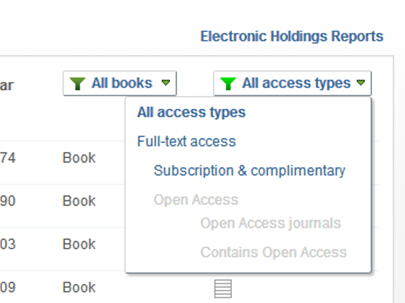 Electronic Holdings Reports
ar All books All access types
All access types
Full-text access
74 Book Subscription & complimentary
90 Book Open Access
Open Access journals
03 Book Contains Open Access
09 Book